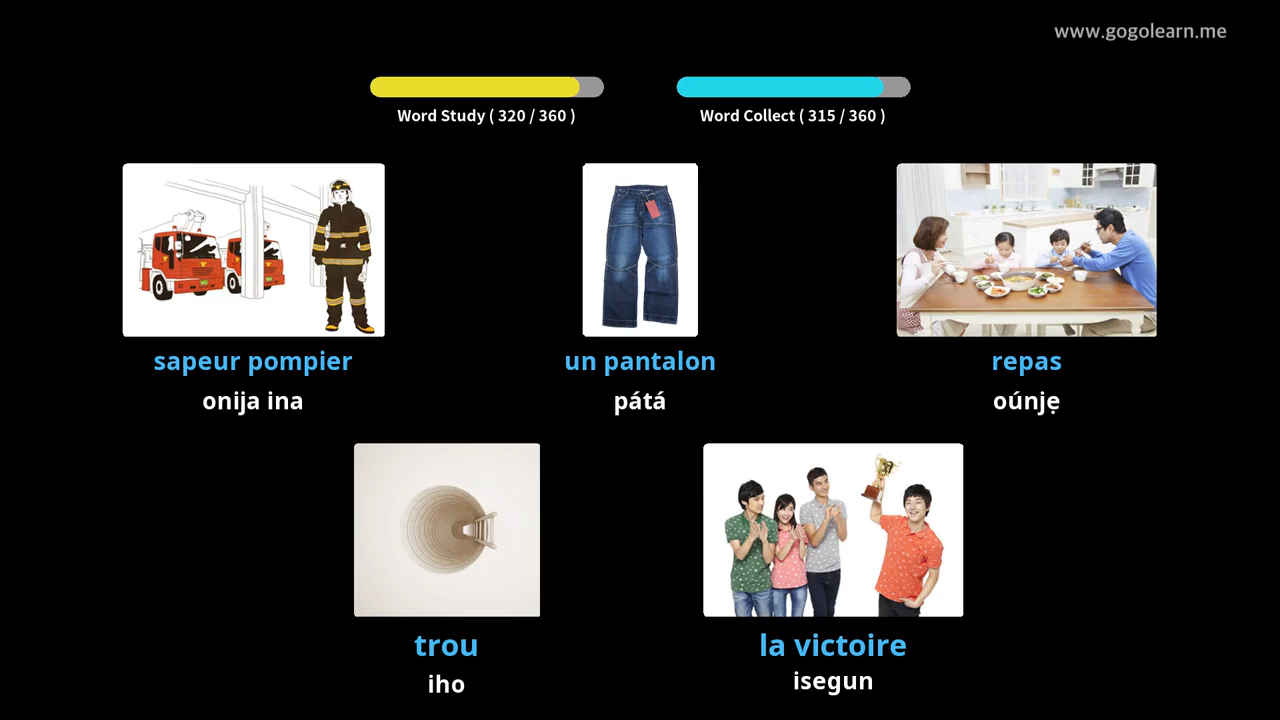 www.gogolearn.me
Word Study ( 320 / 360 )
Word Collect ( 315 / 360 )
sapeur pompier
onija ina
un pantalon
pátá
repas
oúnjẹ
trou
iho
la victoire
isegun